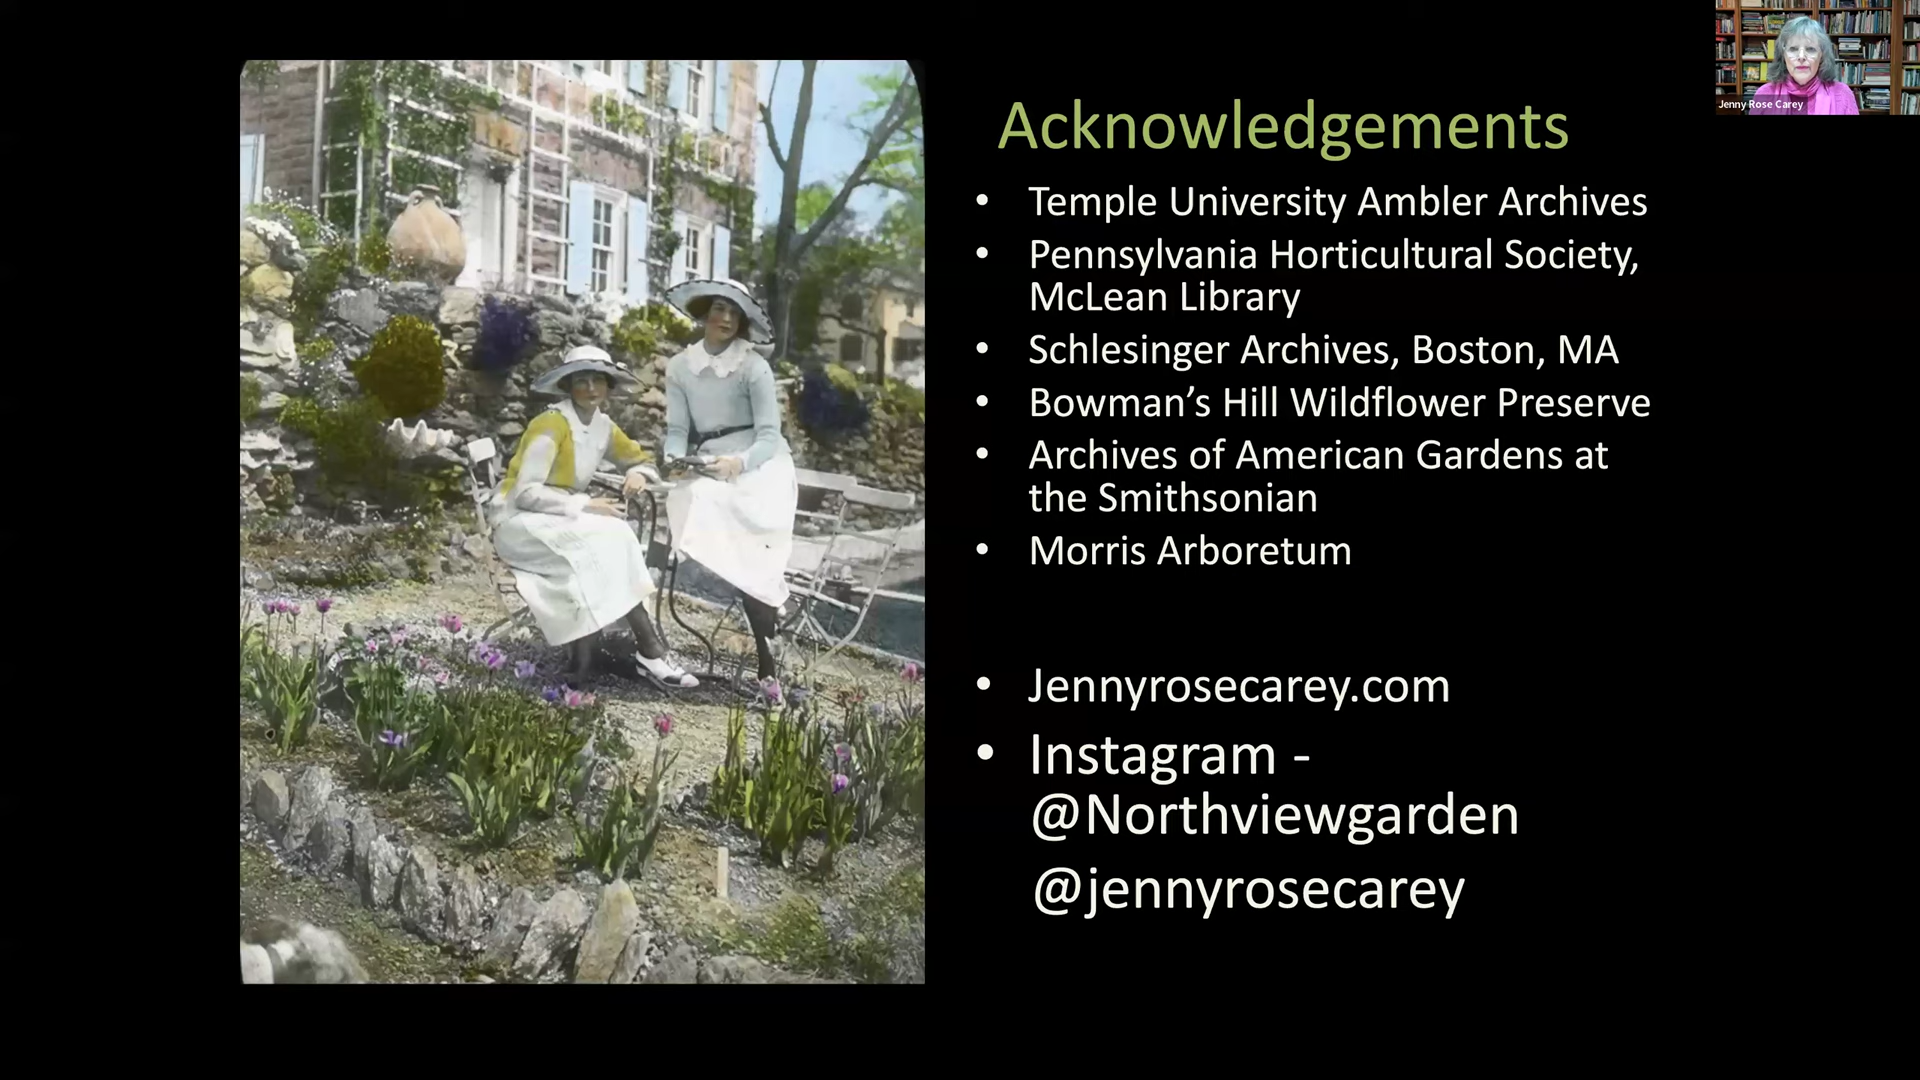 Acknowledgements
• Temple University Ambler Archives
• Pennsylvania Horticultural Society,
McLean Library
• Schlesinger Archives, Boston, MA
• Bowman’s Hill Wildflower Preserve
• Archives of American Gardens at
the Smithsonian
• Morris Arboretum
• Jennyrosecarey.com
• Instagram -
@Northviewgarden
@jennyrosecarey
Jenny Rose Carey